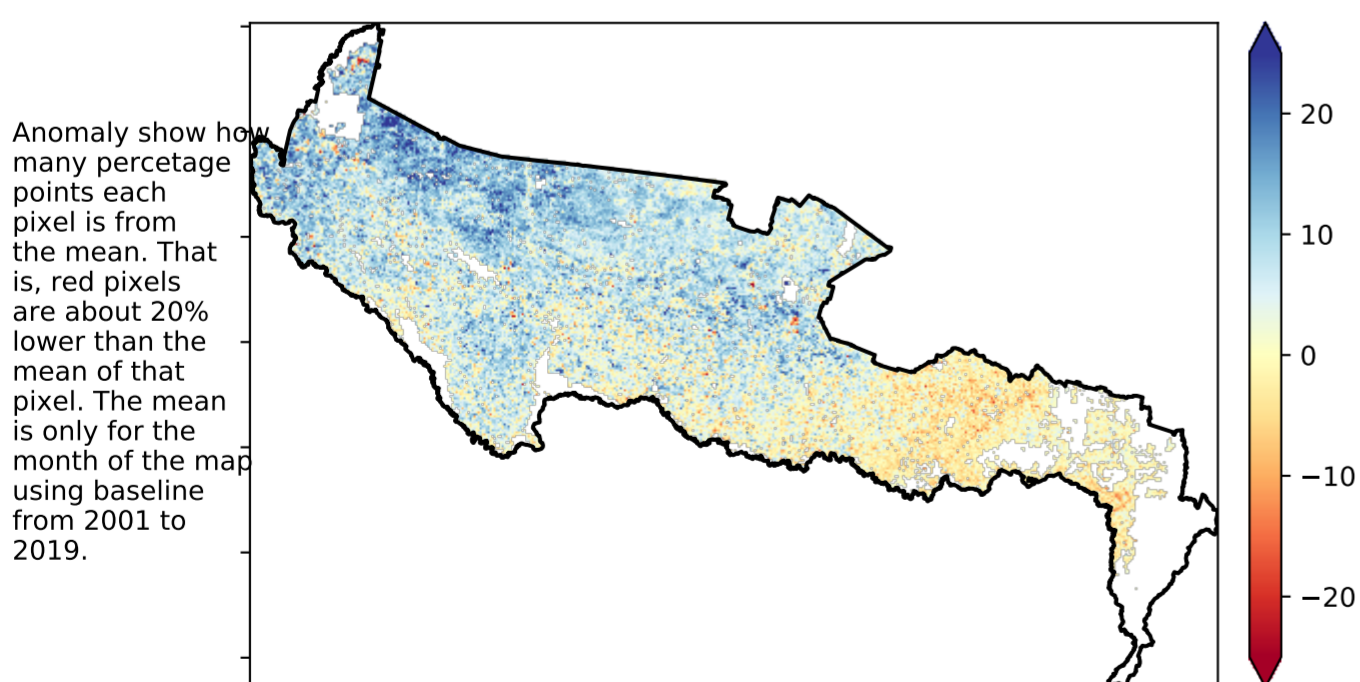 Anomaly show how
many percetage
points each
pixel is from
the mean. That
is, red pixels
are about 20%
lower than the
mean of that
pixel. The mean
is only for the
month of the map
using baseline
from 2001 to
2019.
20
10
0
−10
−20